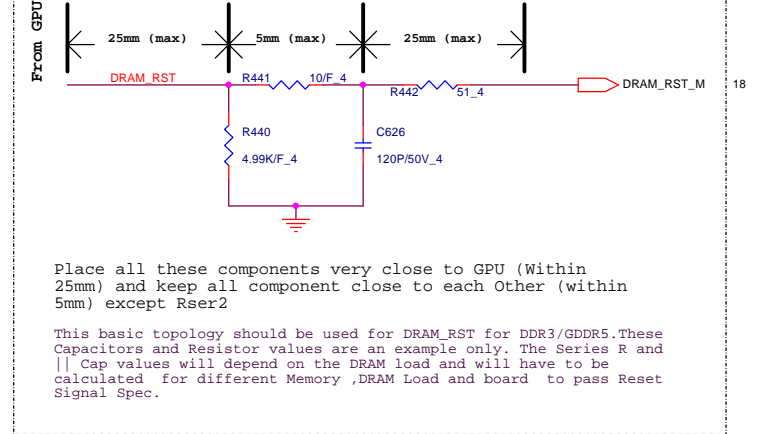 From GPU
25mm (max)
5mm (max)
25mm (max)
DRAM_RST
R441
10/F_4
R442
51_4
DRAM_RST_M
18
R440
4.99K/F_4
C626
120P/50V_4
Place all these components very close to GPU (Within
25mm) and keep all component close to each Other (within
5mm) except Rser2
This basic topology should be used for DRAM_RST for DDR3/GDDR5.These
Capacitors and Resistor values are an example only. The Series R and
|| Cap values will depend on the DRAM load and will have to be
calculated for different Memory ,DRAM Load and board to pass Reset
Signal Spec.